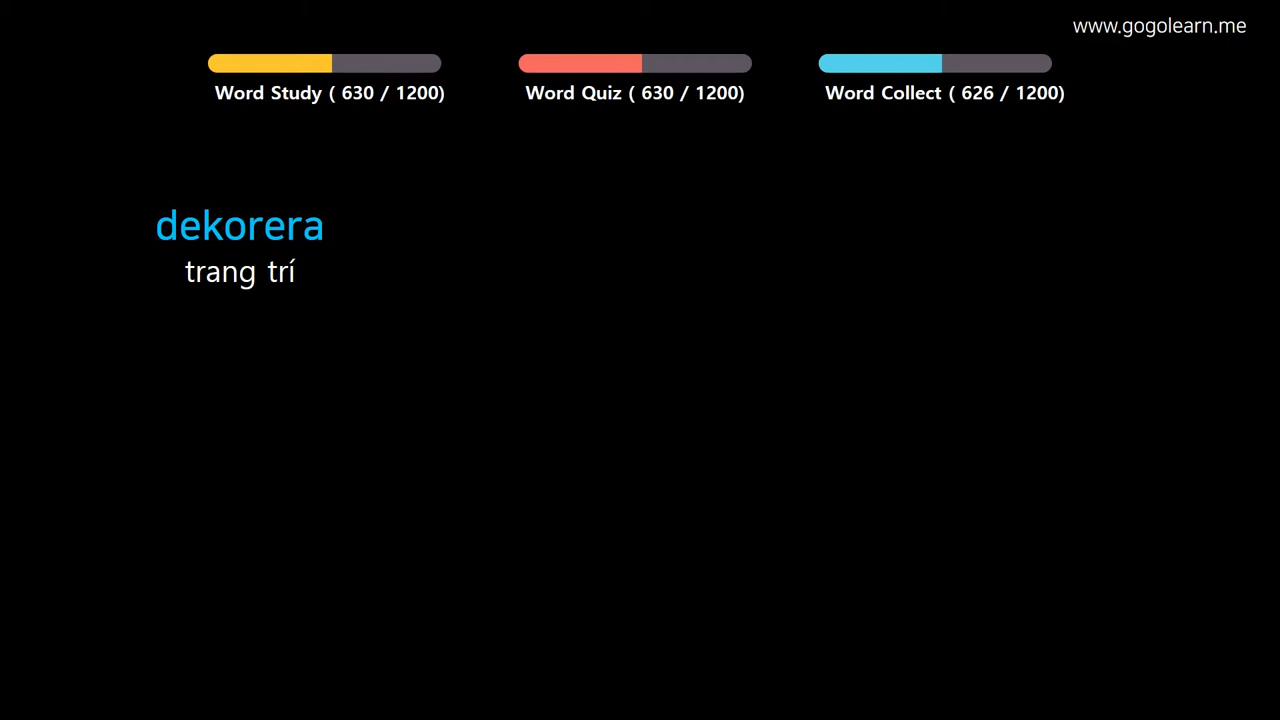 www.gogolearn.me
Word Study ( 630 / 1200)
Word Quiz ( 630 / 1200)
Word Collect ( 626 / 1200)
dekorera
trang trí